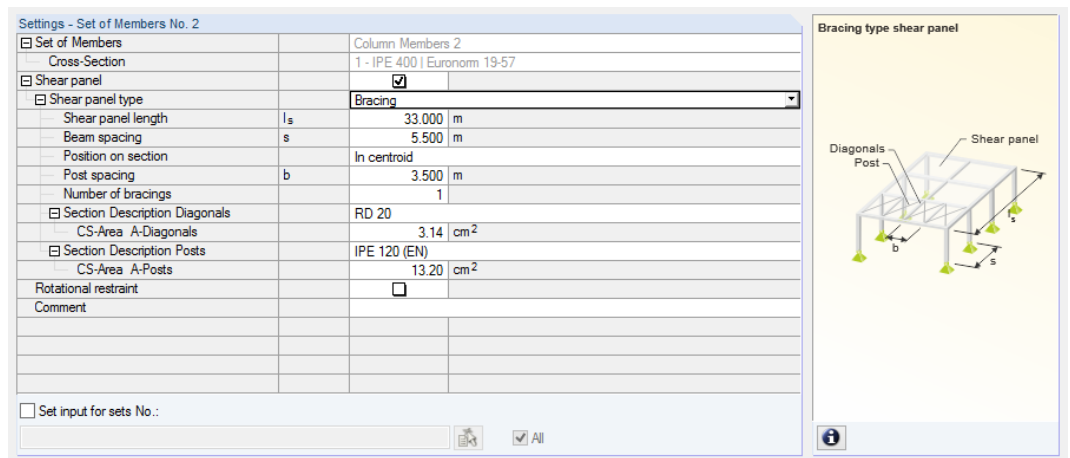 Settings - Set of Members No. 2
Set of Members Column Members 2
Cross-Section 1 - IPE 400 | Euronorm 19-57
Shear panel
Shear panel type Bracing
Shear panel length ls 33.000 m
Beam spacing s 5.500 m
Position on section In centroid
Post spacing b 3.500 m
Number of bracings 1
Section Description Diagonals RD 20
CS-Area A-Diagonals 3.14 cm2
Section Description Posts IPE 120 (EN)
CS-Area A-Posts 13.20 cm2
Rotational restraint
Comment
Set input for sets No.:
All
Bracing type shear panel
Shear panel
Diagonals
Post
ls
b
s